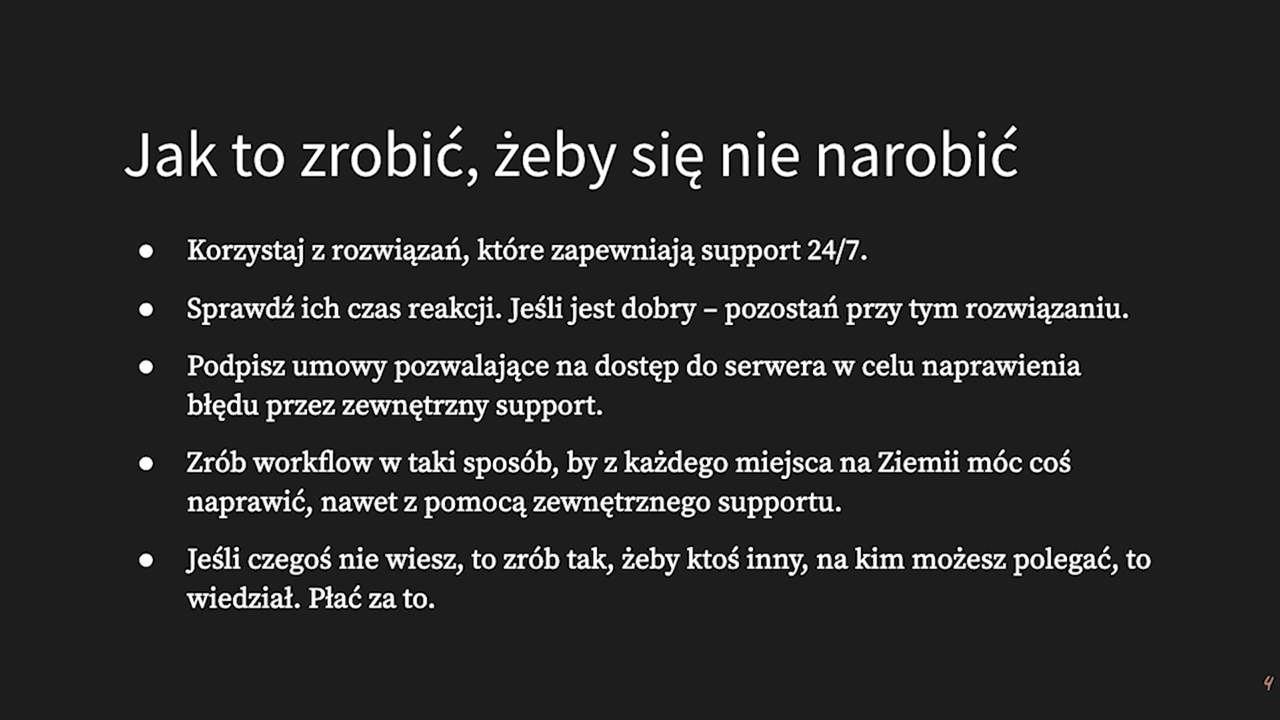 Jak to zrobić, żeby się nie narobić
● Korzystaj z rozwiązań, które zapewniają support 24/7.
● Sprawdź ich czas reakcji. Jeśli jest dobry – pozostań przy tym rozwiązaniu.
● Podpisz umowy pozwalające na dostęp do serwera w celu naprawienia
błędu przez zewnętrzny support.
● Zrób workflow w taki sposób, by z każdego miejsca na Ziemii móc coś
naprawić, nawet z pomocą zewnętrznego supportu.
● Jeśli czegoś nie wiesz, to zrób tak, żeby ktoś inny, na kim możesz polegać, to
wiedział. Płać za to.
4